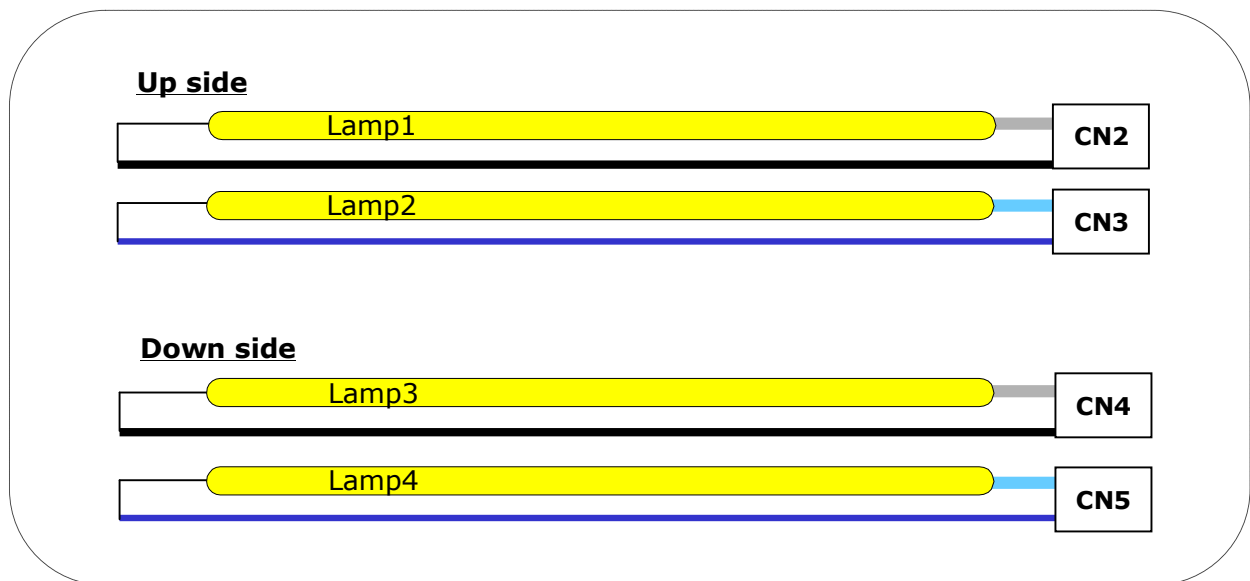 Up side
Lamp1
CN2
Lamp2
CN3
Down side
Lamp3
CN4
Lamp4
CN5